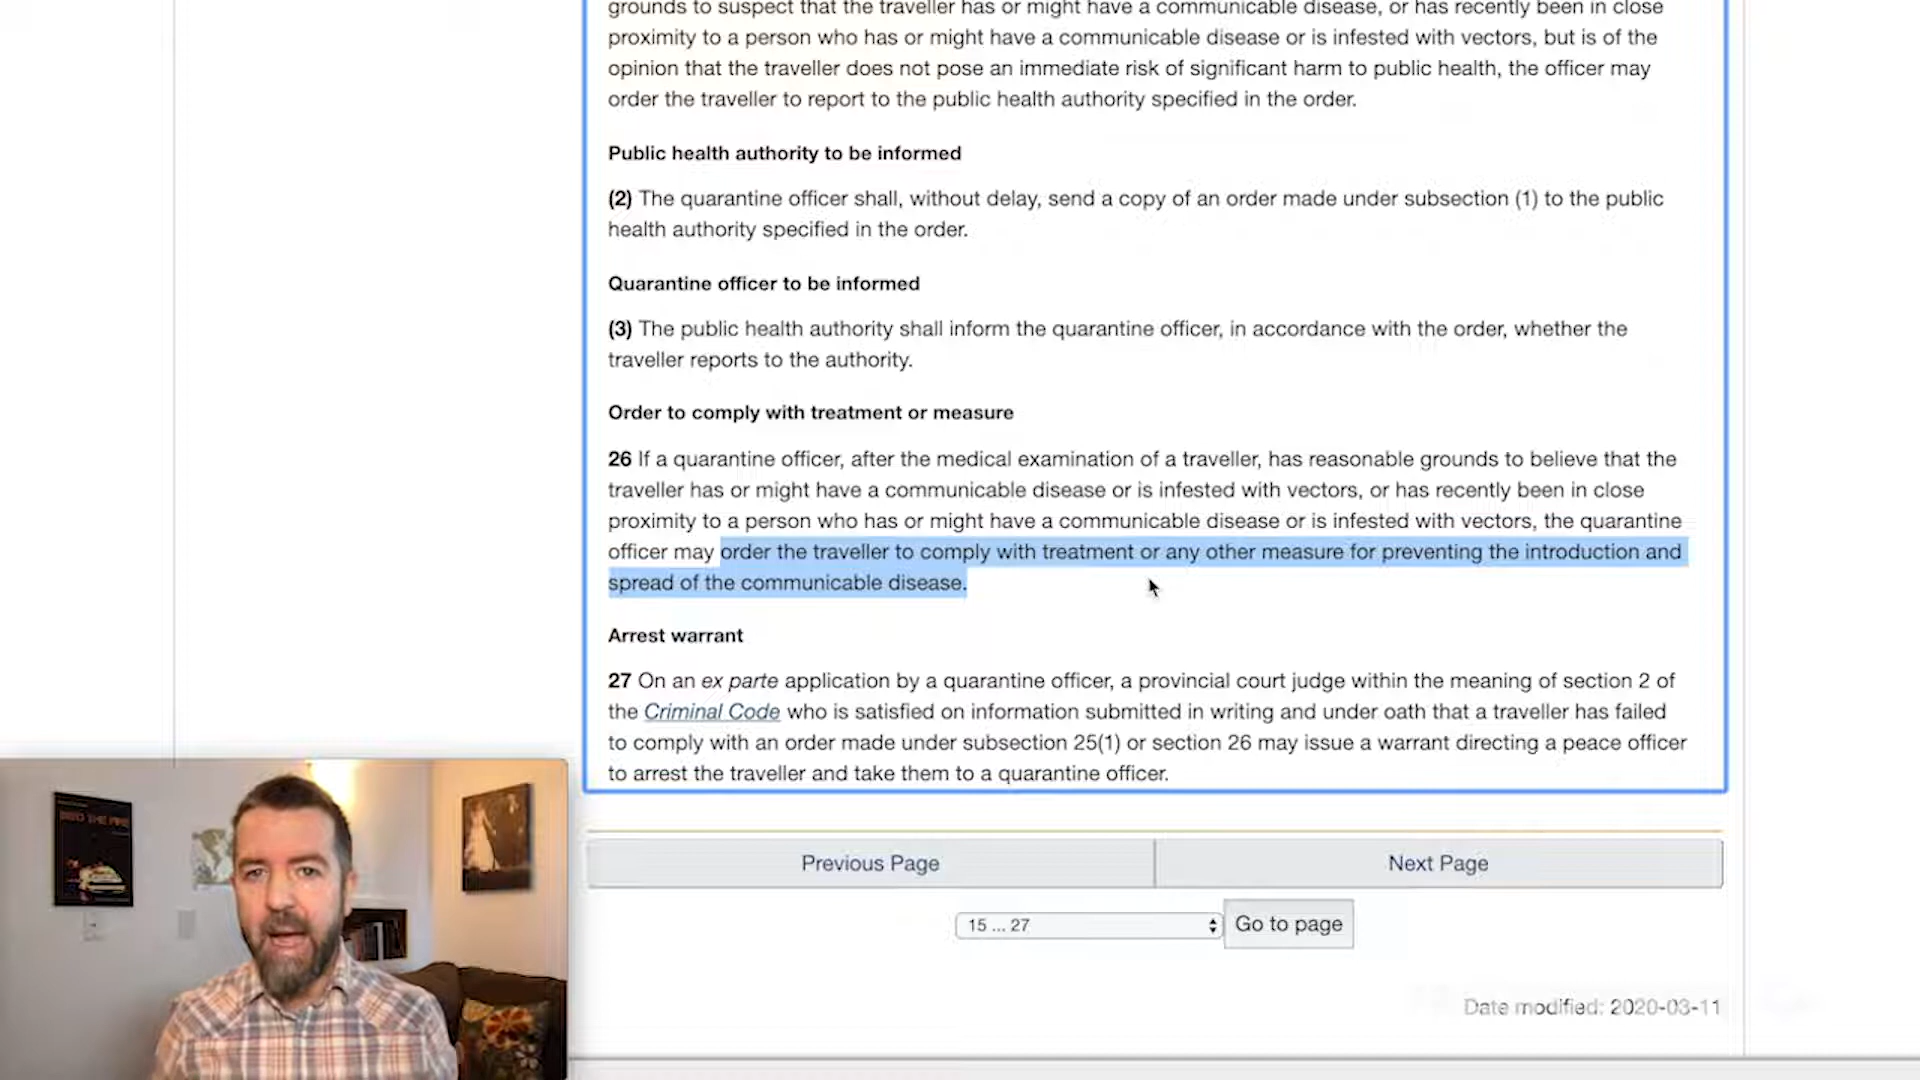 grounds to suspect that the traveller has or might have a communicable disease, or has recently been in close
proximity to a person who has or might have a communicable disease or is infested with vectors, but is of the
opinion that the traveller does not pose an immediate risk of significant harm to public health, the officer may
order the traveller to report to the public health authority specified in the order.
Public health authority to be informed
(2) The quarantine officer shall, without delay, send a copy of an order made under subsection (1) to the public
health authority specified in the order.
Quarantine officer to be informed
(3) The public health authority shall inform the quarantine officer, in accordance with the order, whether the
traveller reports to the authority.
Order to comply with treatment or measure
26 If a quarantine officer, after the medical examination of a traveller, has reasonable grounds to believe that the
traveller has or might have a communicable disease or is infested with vectors, or has recently been in close
proximity to a person who has or might have a communicable disease or is infested with vectors, the quarantine
officer may order the traveller to comply with treatment or any other measure for preventing the introduction and
spread of the communicable disease.
Arrest warrant
27 On an ex parte application by a quarantine officer, a provincial court judge within the meaning of section 2 of
the Criminal Code who is satisfied on information submitted in writing and under oath that a traveller has failed
to comply with an order made under subsection 25(1) or section 26 may issue a warrant directing a peace officer
to arrest the traveller and take them to a quarantine officer.
Previous Page
Next Page
15 ... 27
Go to page
Date modified: 2020-03-11
INTO THE FIRE